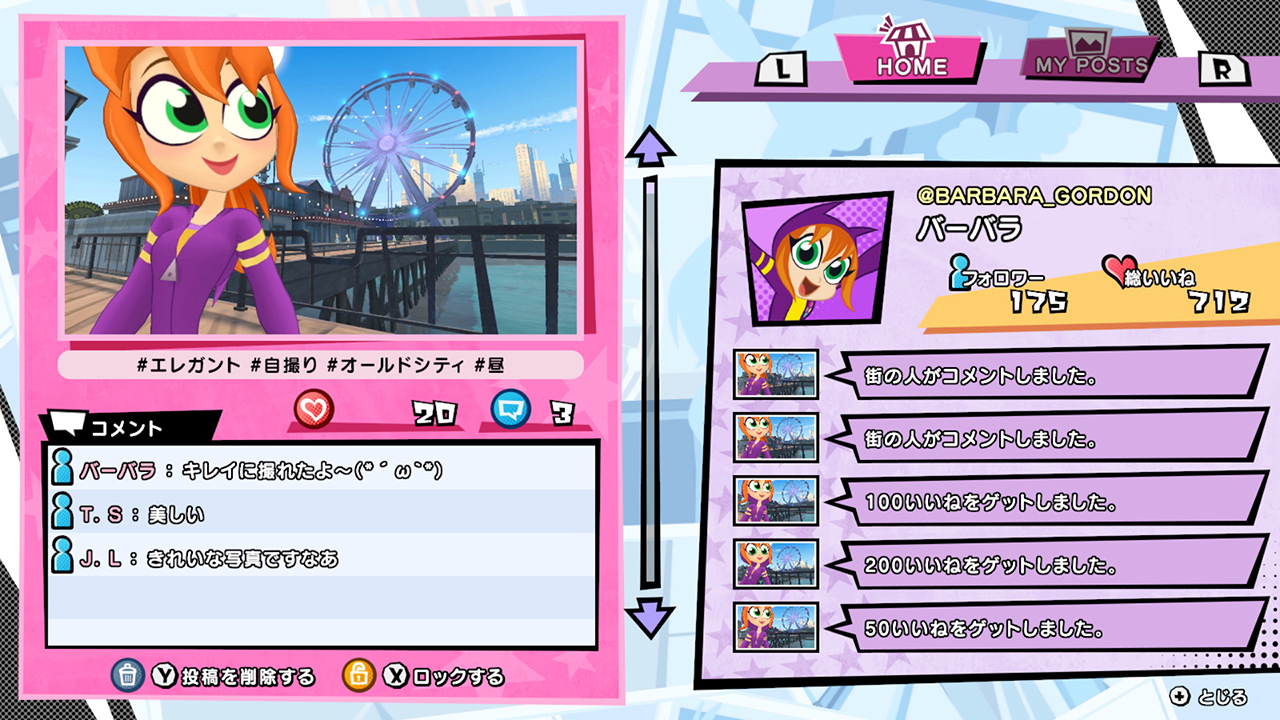 L
HOME
MY POSTS
R
#エレガント #自撮り #オールドシティ #昼
20
3
コメント
バーバラ：キレイに撮れたよ～(*´ω`*)
T. S：美しい
J. L：きれいな写真ですなあ
Y 投稿を削除する
X ロックする
@BARBARA_GORDON
バーバラ
フォロワー
175
総いいね
712
街の人がコメントしました。
街の人がコメントしました。
100いいねをゲットしました。
200いいねをゲットしました。
50いいねをゲットしました。
+ とじる